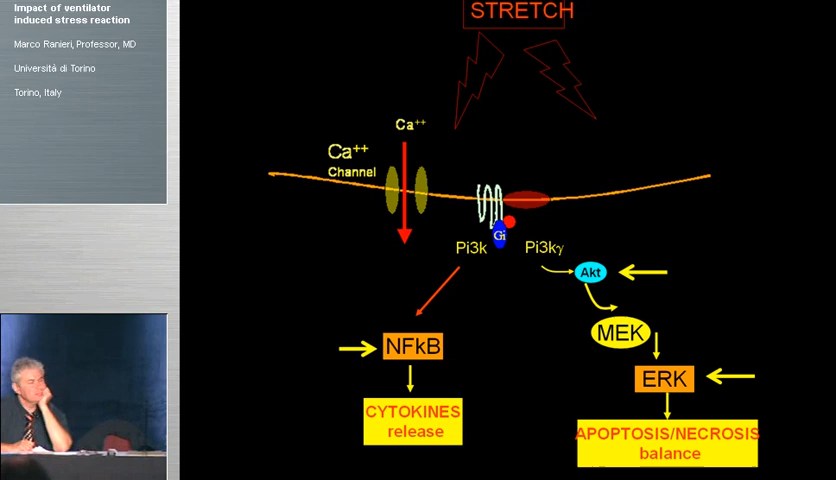 Impact of ventilator
induced stress reaction
Marco Ranieri, Professor, MD
Università di Torino
Torino, Italy
STRETCH
Ca++
Ca++
Channel
Gi
Pi3k
Pi3kγ
Akt
MEK
NFkB
ERK
CYTOKINES
release
APOPTOSIS/NECROSIS
balance